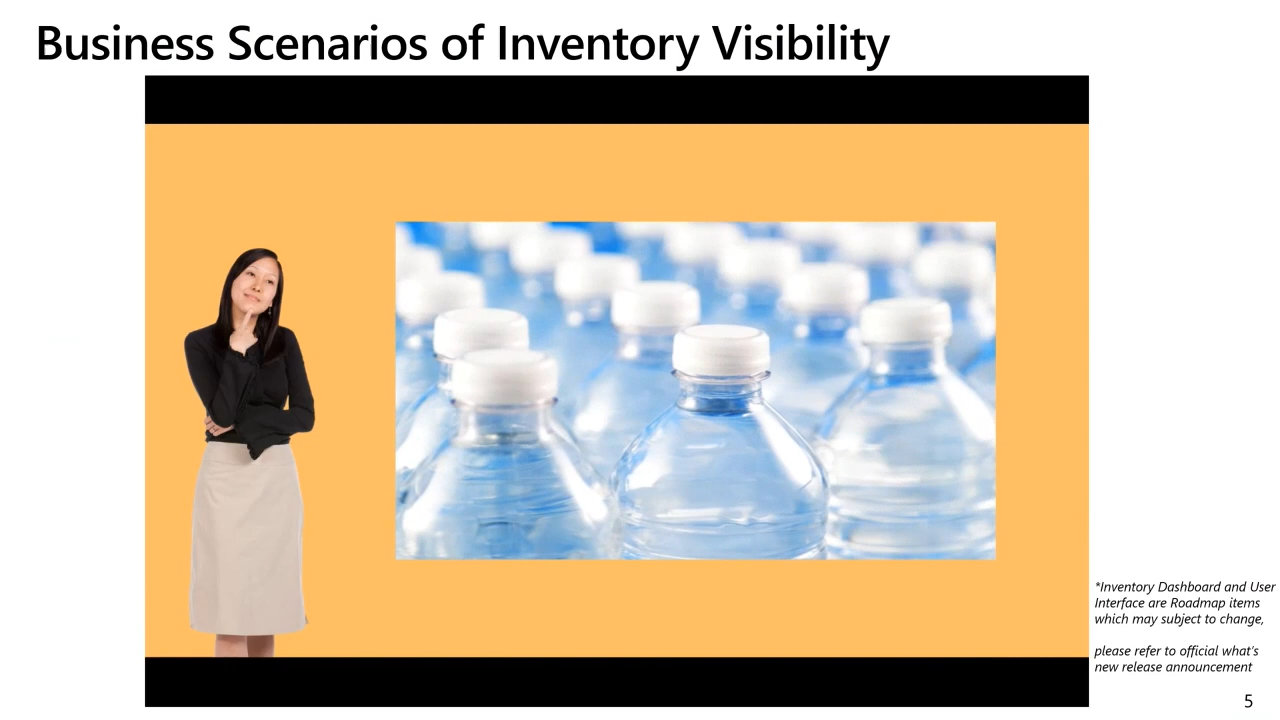 Business Scenarios of Inventory Visibility
*Inventory Dashboard and User
Interface are Roadmap items
which may subject to change,
please refer to official what's
new release announcement
5